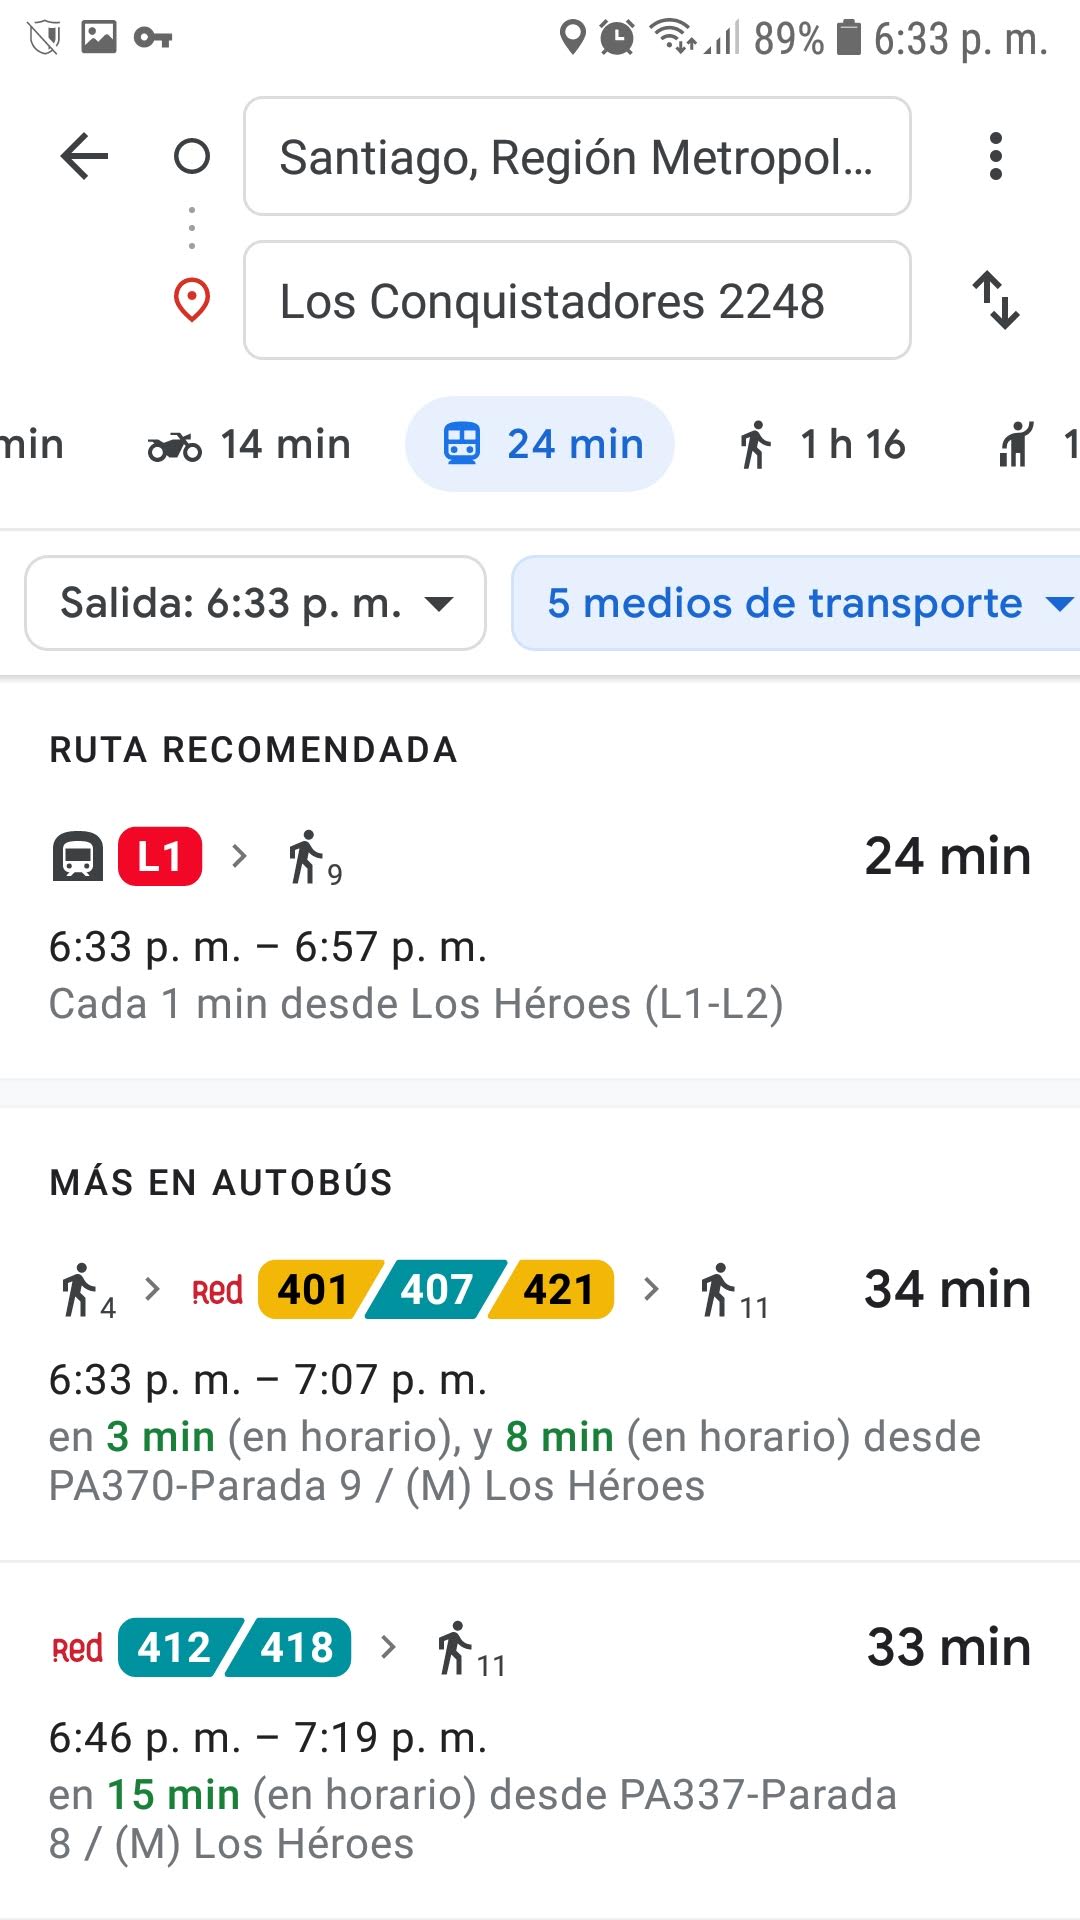 89% 6:33 p. m.
Santiago, Región Metropol...
Los Conquistadores 2248
min 14 min 24 min 1 h 16 1
Salida: 6:33 p. m. 5 medios de transporte
RUTA RECOMENDADA
L1 9 24 min
6:33 p. m. – 6:57 p. m.
Cada 1 min desde Los Héroes (L1-L2)
MÁS EN AUTOBÚS
4 Red 401 407 421 11 34 min
6:33 p. m. – 7:07 p. m.
en 3 min (en horario), y 8 min (en horario) desde
PA370-Parada 9 / (M) Los Héroes
Red 412 418 11 33 min
6:46 p. m. – 7:19 p. m.
en 15 min (en horario) desde PA337-Parada
8 / (M) Los Héroes